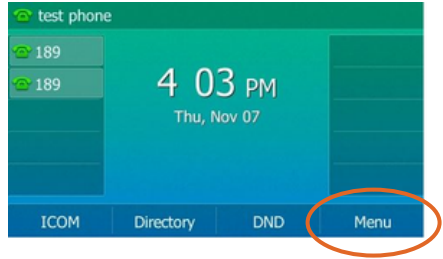 test phone
189
189
4 03 PM
Thu, Nov 07
ICOM Directory DND Menu